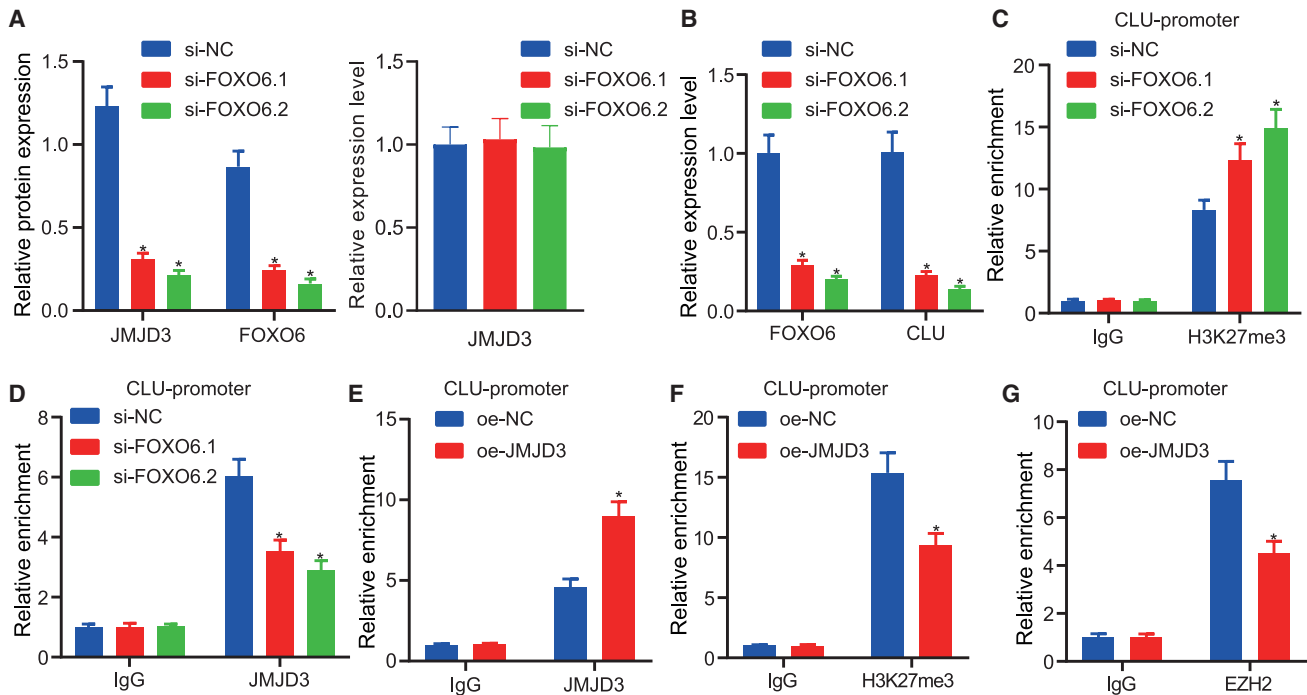 A
si-NC
si-FOXO6.1
si-FOXO6.2
Relative protein expression
1.5
1.0
0.5
0.0
JMJD3
FOXO6
si-NC
si-FOXO6.1
si-FOXO6.2
Relative expression level
1.5
1.0
0.5
0.0
JMJD3
* * * *
B
si-NC
si-FOXO6.1
si-FOXO6.2
Relative expression level
1.5
1.0
0.5
0.0
* * * *
FOXO6
CLU
C
CLU-promoter
si-NC
si-FOXO6.1
si-FOXO6.2
Relative enrichment
20
15
10
5
0
* *
IgG
H3K27me3
D
CLU-promoter
si-NC
si-FOXO6.1
si-FOXO6.2
Relative enrichment
8
6
4
2
0
* *
IgG
JMJD3
E
CLU-promoter
oe-NC
oe-JMJD3
Relative enrichment
15
10
5
0
*
IgG
JMJD3
F
CLU-promoter
oe-NC
oe-JMJD3
Relative enrichment
20
15
10
5
0
*
IgG
H3K27me3
G
CLU-promoter
oe-NC
oe-JMJD3
Relative enrichment
10
8
6
4
2
0
*
IgG
EZH2